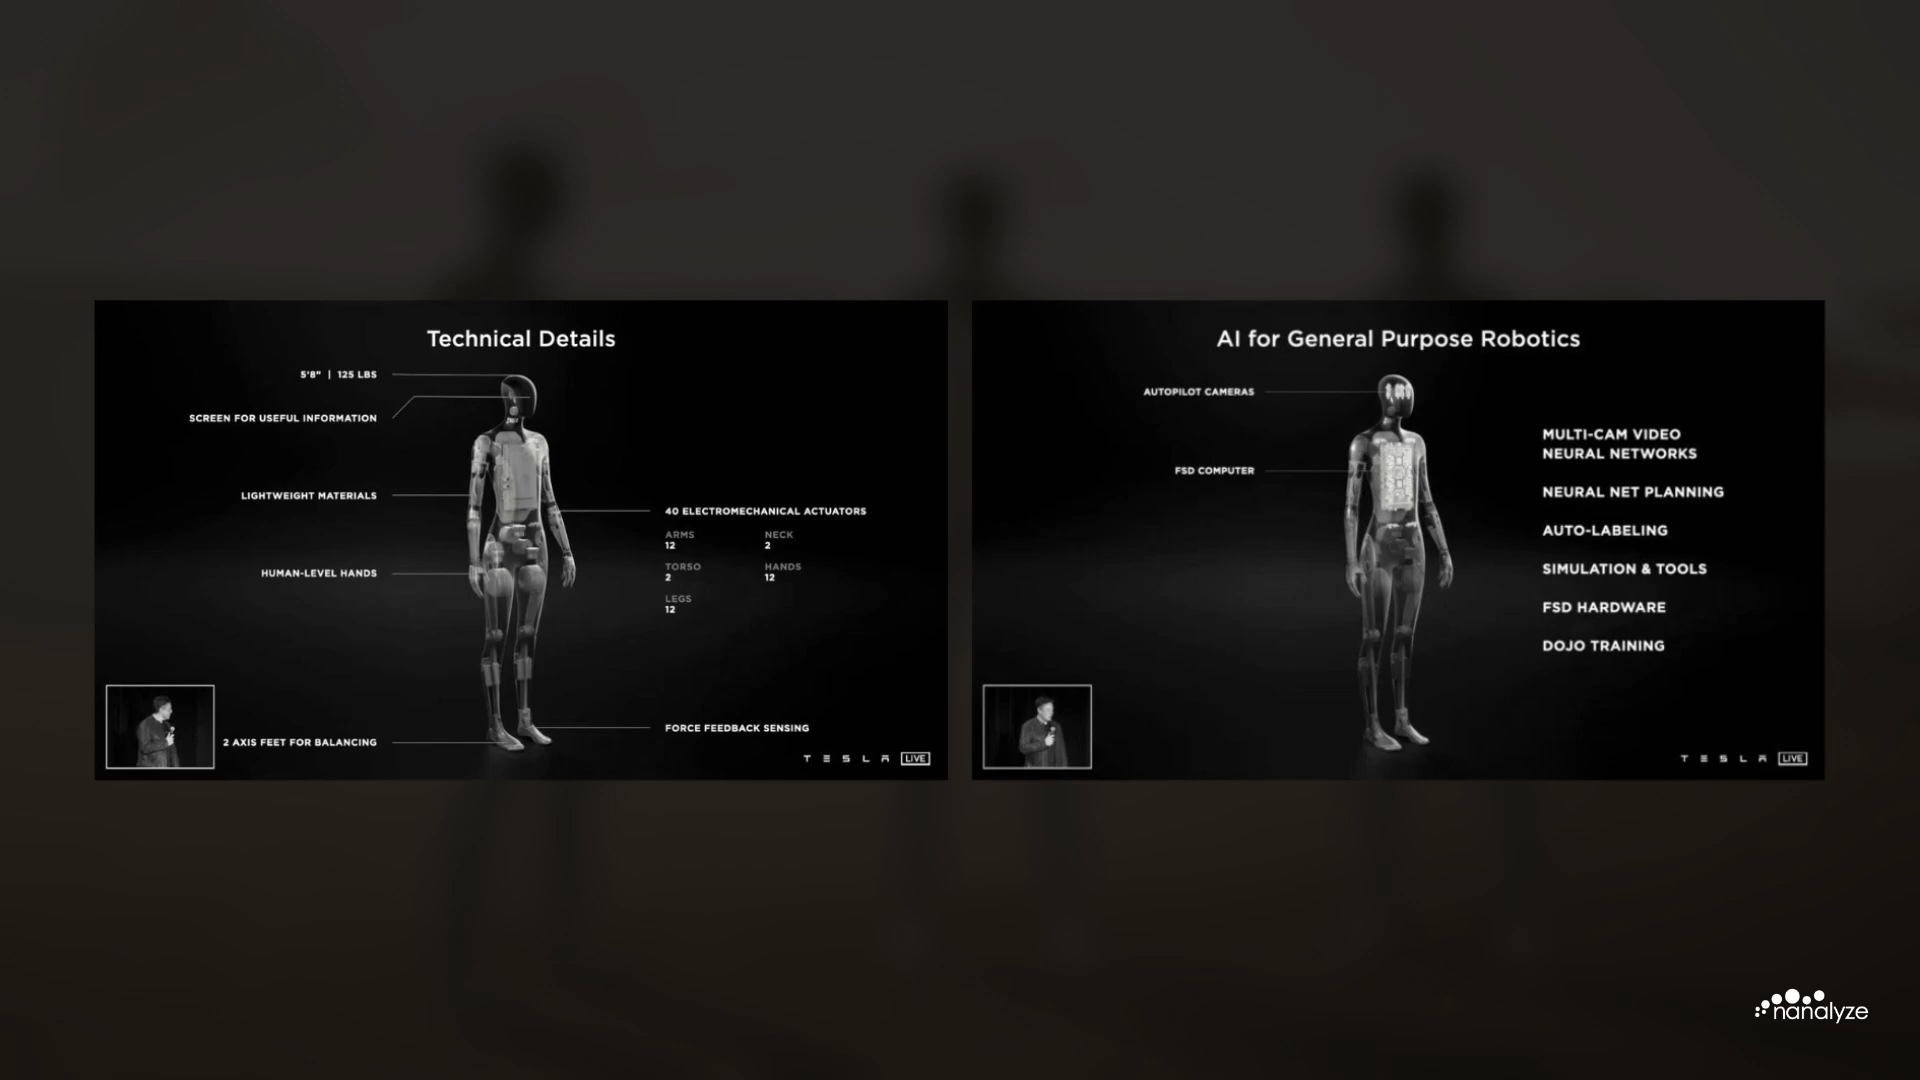 Technical Details
5'8" | 125 LBS
SCREEN FOR USEFUL INFORMATION
LIGHTWEIGHT MATERIALS
HUMAN-LEVEL HANDS
2 AXIS FEET FOR BALANCING
40 ELECTROMECHANICAL ACTUATORS
ARMS NECK
12 2
TORSO HANDS
2 12
LEGS
12
FORCE FEEDBACK SENSING
TESLA LIVE
AI for General Purpose Robotics
AUTOPILOT CAMERAS
FSD COMPUTER
MULTI-CAM VIDEO
NEURAL NETWORKS
NEURAL NET PLANNING
AUTO-LABELING
SIMULATION & TOOLS
FSD HARDWARE
DOJO TRAINING
TESLA LIVE
nanalyze